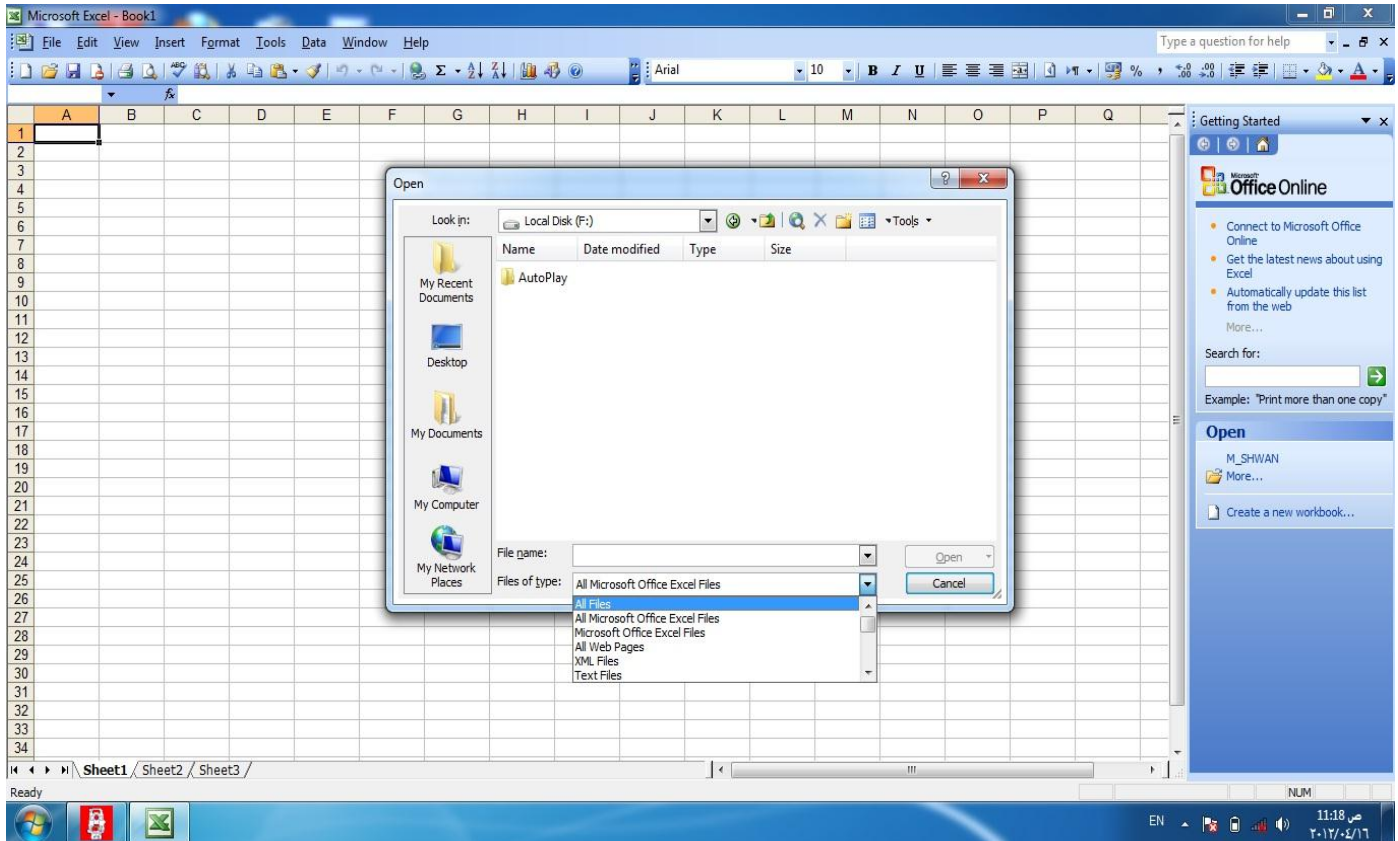 Microsoft Excel - Book1
File Edit View Insert Format Tools Data Window Help
Type a question for help
Arial 10 B I U %
fx
A B C D E F G H I J K L M N O P Q
1
2
3
4
5
6
7
8
9
10
11
12
13
14
15
16
17
18
19
20
21
22
23
24
25
26
27
28
29
30
31
32
33
34
Open
Look in: Local Disk (F:) Tools
Name Date modified Type Size
AutoPlay
My Recent
Documents
Desktop
My Documents
My Computer
My Network
Places
File name: Open
Files of type: All Microsoft Office Excel Files Cancel
All Files
All Microsoft Office Excel Files
Microsoft Office Excel Files
All Web Pages
XML Files
Text Files
Getting Started
Microsoft
Office Online
Connect to Microsoft Office
Online
Get the latest news about using
Excel
Automatically update this list
from the web
More...
Search for:
Example: "Print more than one copy"
Open
M_SHWAN
More...
Create a new workbook...
Sheet1 Sheet2 Sheet3
Ready NUM
EN
11:18 ص
٢٠١٢/٠٤/١٦